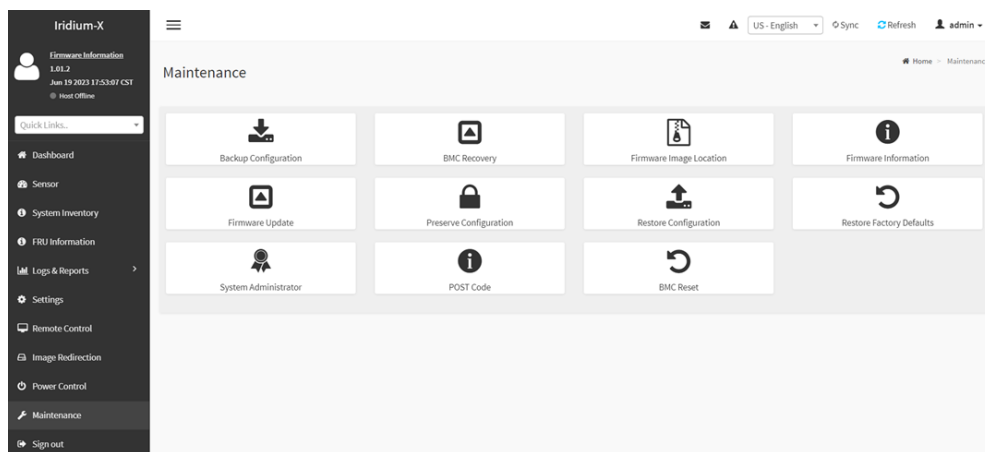 Iridium-X
Firmware Information
1.01.2
Jun 19 2023 17:53:07 CST
Host Offline
Quick Links..
Dashboard
Sensor
System Inventory
FRU Information
Logs & Reports
Settings
Remote Control
Image Redirection
Power Control
Maintenance
Sign out
US - English
Sync
Refresh
admin
Maintenance
Home
Maintenanc
Backup Configuration
BMC Recovery
Firmware Image Location
Firmware Information
Firmware Update
Preserve Configuration
Restore Configuration
Restore Factory Defaults
System Administrator
POST Code
BMC Reset